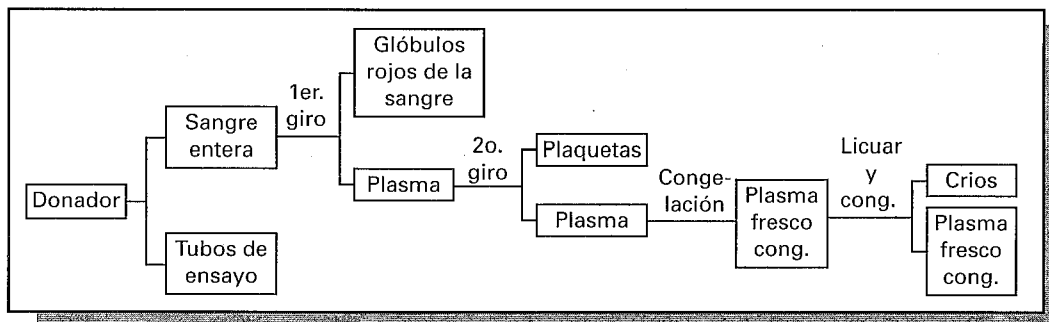 Donador
Sangre
entera
Tubos de
ensayo
1er.
giro
Glóbulos
rojos de la
sangre
Plasma
2o.
giro
Plaquetas
Plasma
Conge-
lación
Plasma
fresco
cong.
Licuar
y
cong.
Crios
Plasma
fresco
cong.